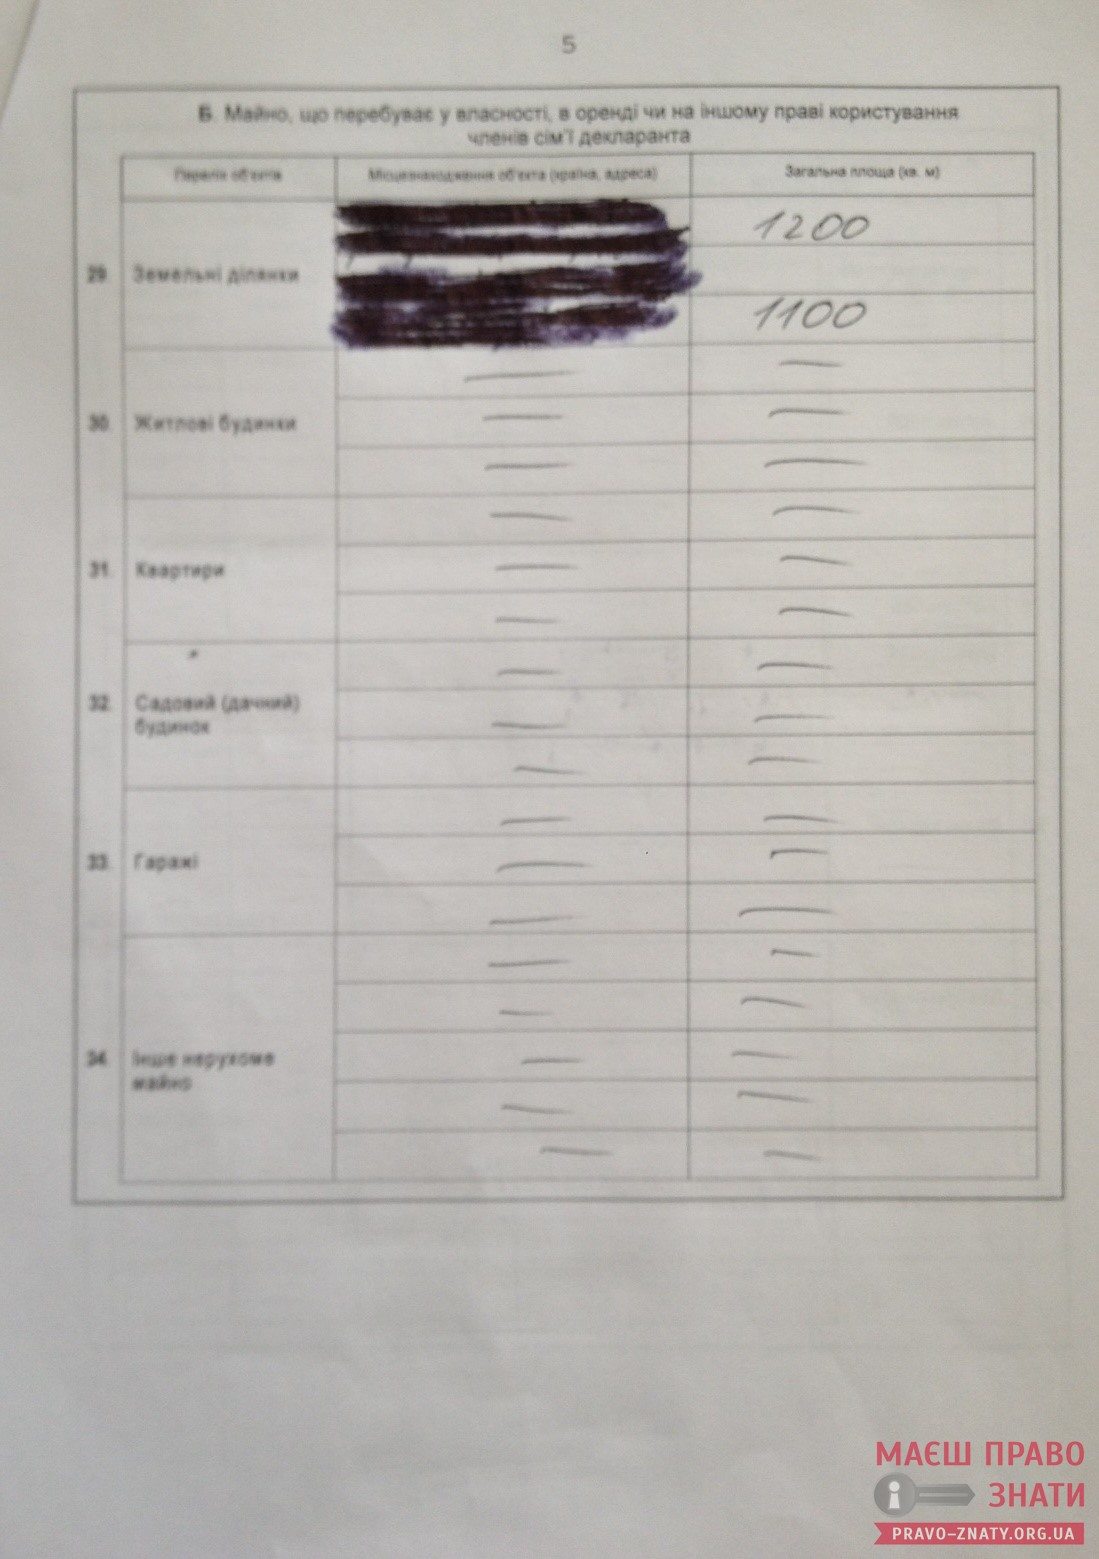 5
Б. Майно, що перебуває у власності, в оренді чи на іншому праві користування
членів сім'ї декларанта
Перелік об'єктів
Місцезнаходження об'єкта (країна, адреса)
Загальна площа (кв. м)
29. Земельні ділянки
1200
1100
30. Житлові будинки
31. Квартири
32. Садовий (дачний)
будинок
33. Гаражі
34. Інше нерухоме
майно
МАЄШ ПРАВО
ЗНАТИ
PRAVO-ZNATY.ORG.UA